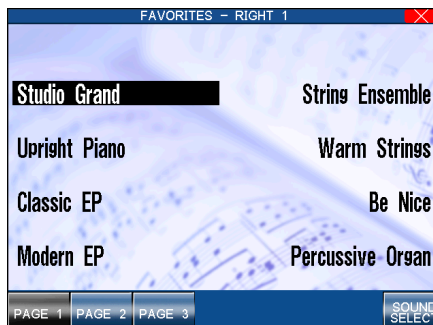 FAVORITES - RIGHT 1
Studio Grand
String Ensemble
Upright Piano
Warm Strings
Classic EP
Be Nice
Modern EP
Percussive Organ
PAGE 1
PAGE 2
PAGE 3
SOUND
SELECT